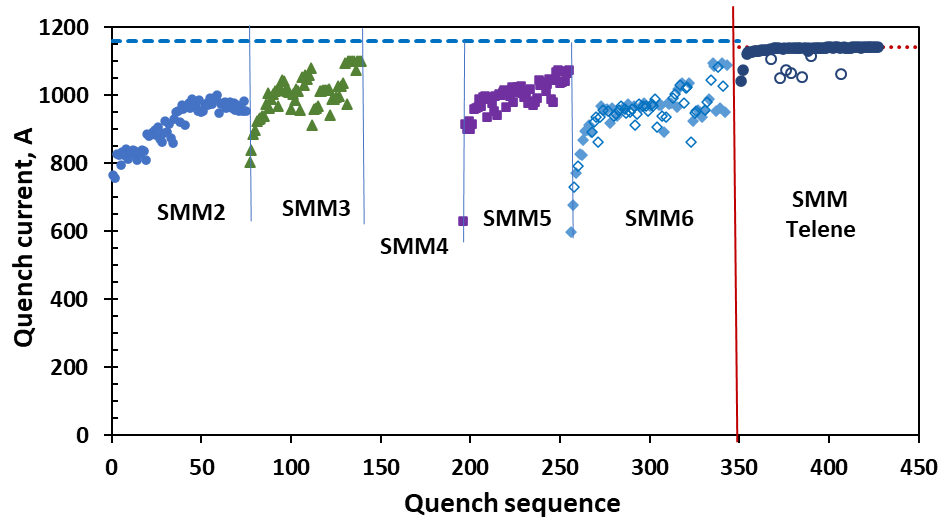 1200
1000
800
600
400
200
0
Quench current, A
SMM2
SMM3
SMM4
SMM5
SMM6
SMM
Telene
0 50 100 150 200 250 300 350 400 450
Quench sequence